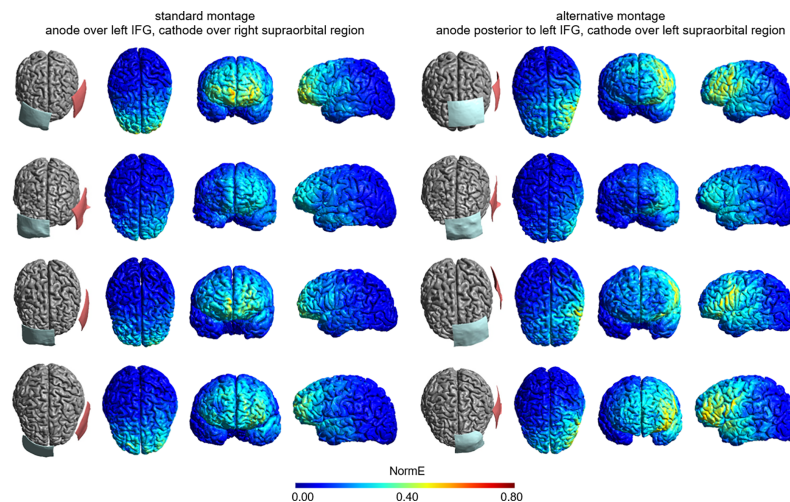 standard montage
anode over left IFG, cathode over right supraorbital region
alternative montage
anode posterior to left IFG, cathode over left supraorbital region
NormE
0.00 0.40 0.80